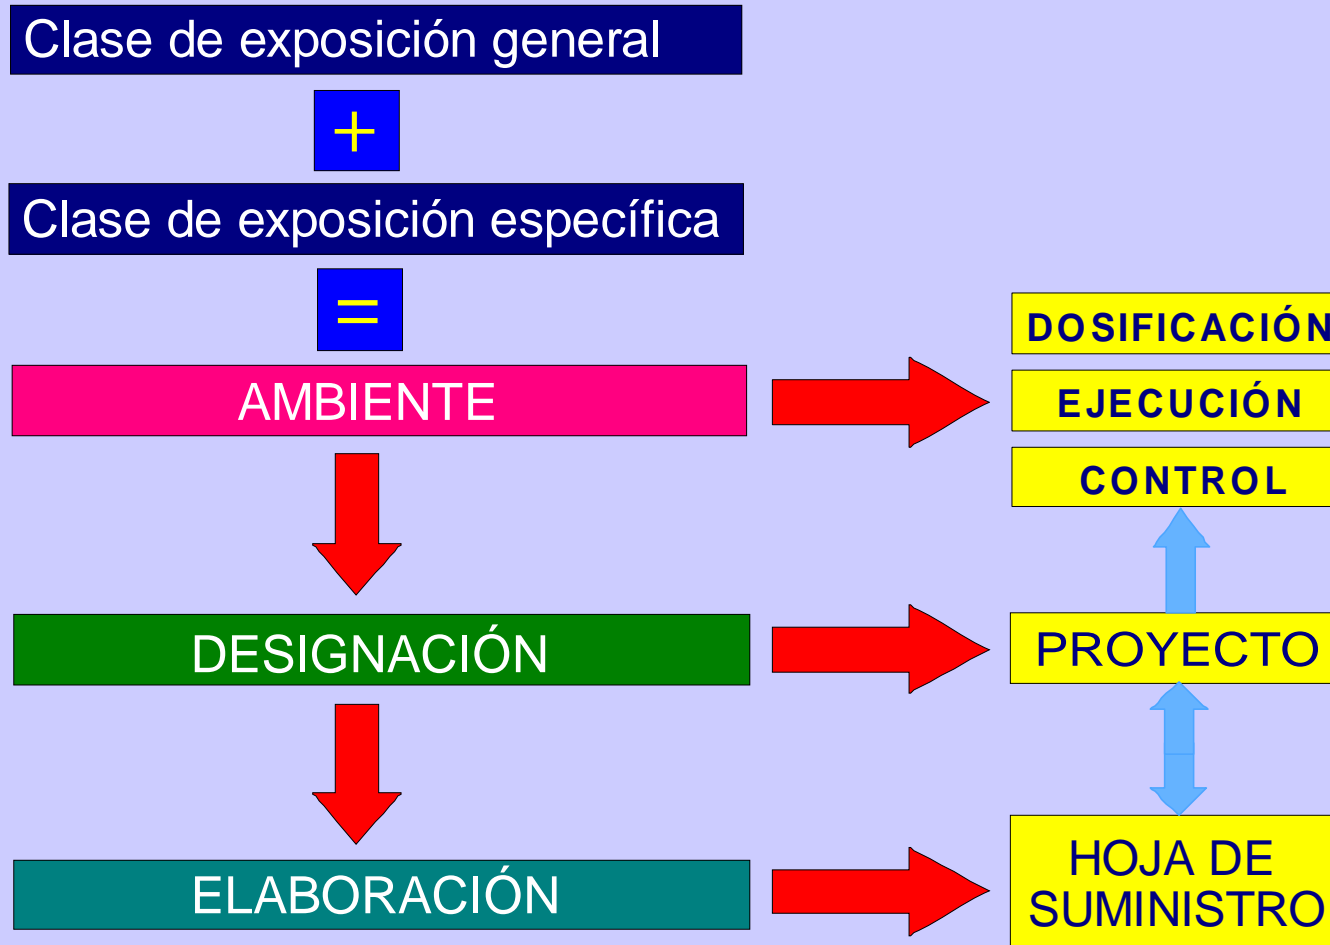 Clase de exposición general
+
Clase de exposición específica
=
AMBIENTE
DOSIFICACIÓN
EJECUCIÓN
CONTROL
DESIGNACIÓN
PROYECTO
ELABORACIÓN
HOJA DE
SUMINISTRO